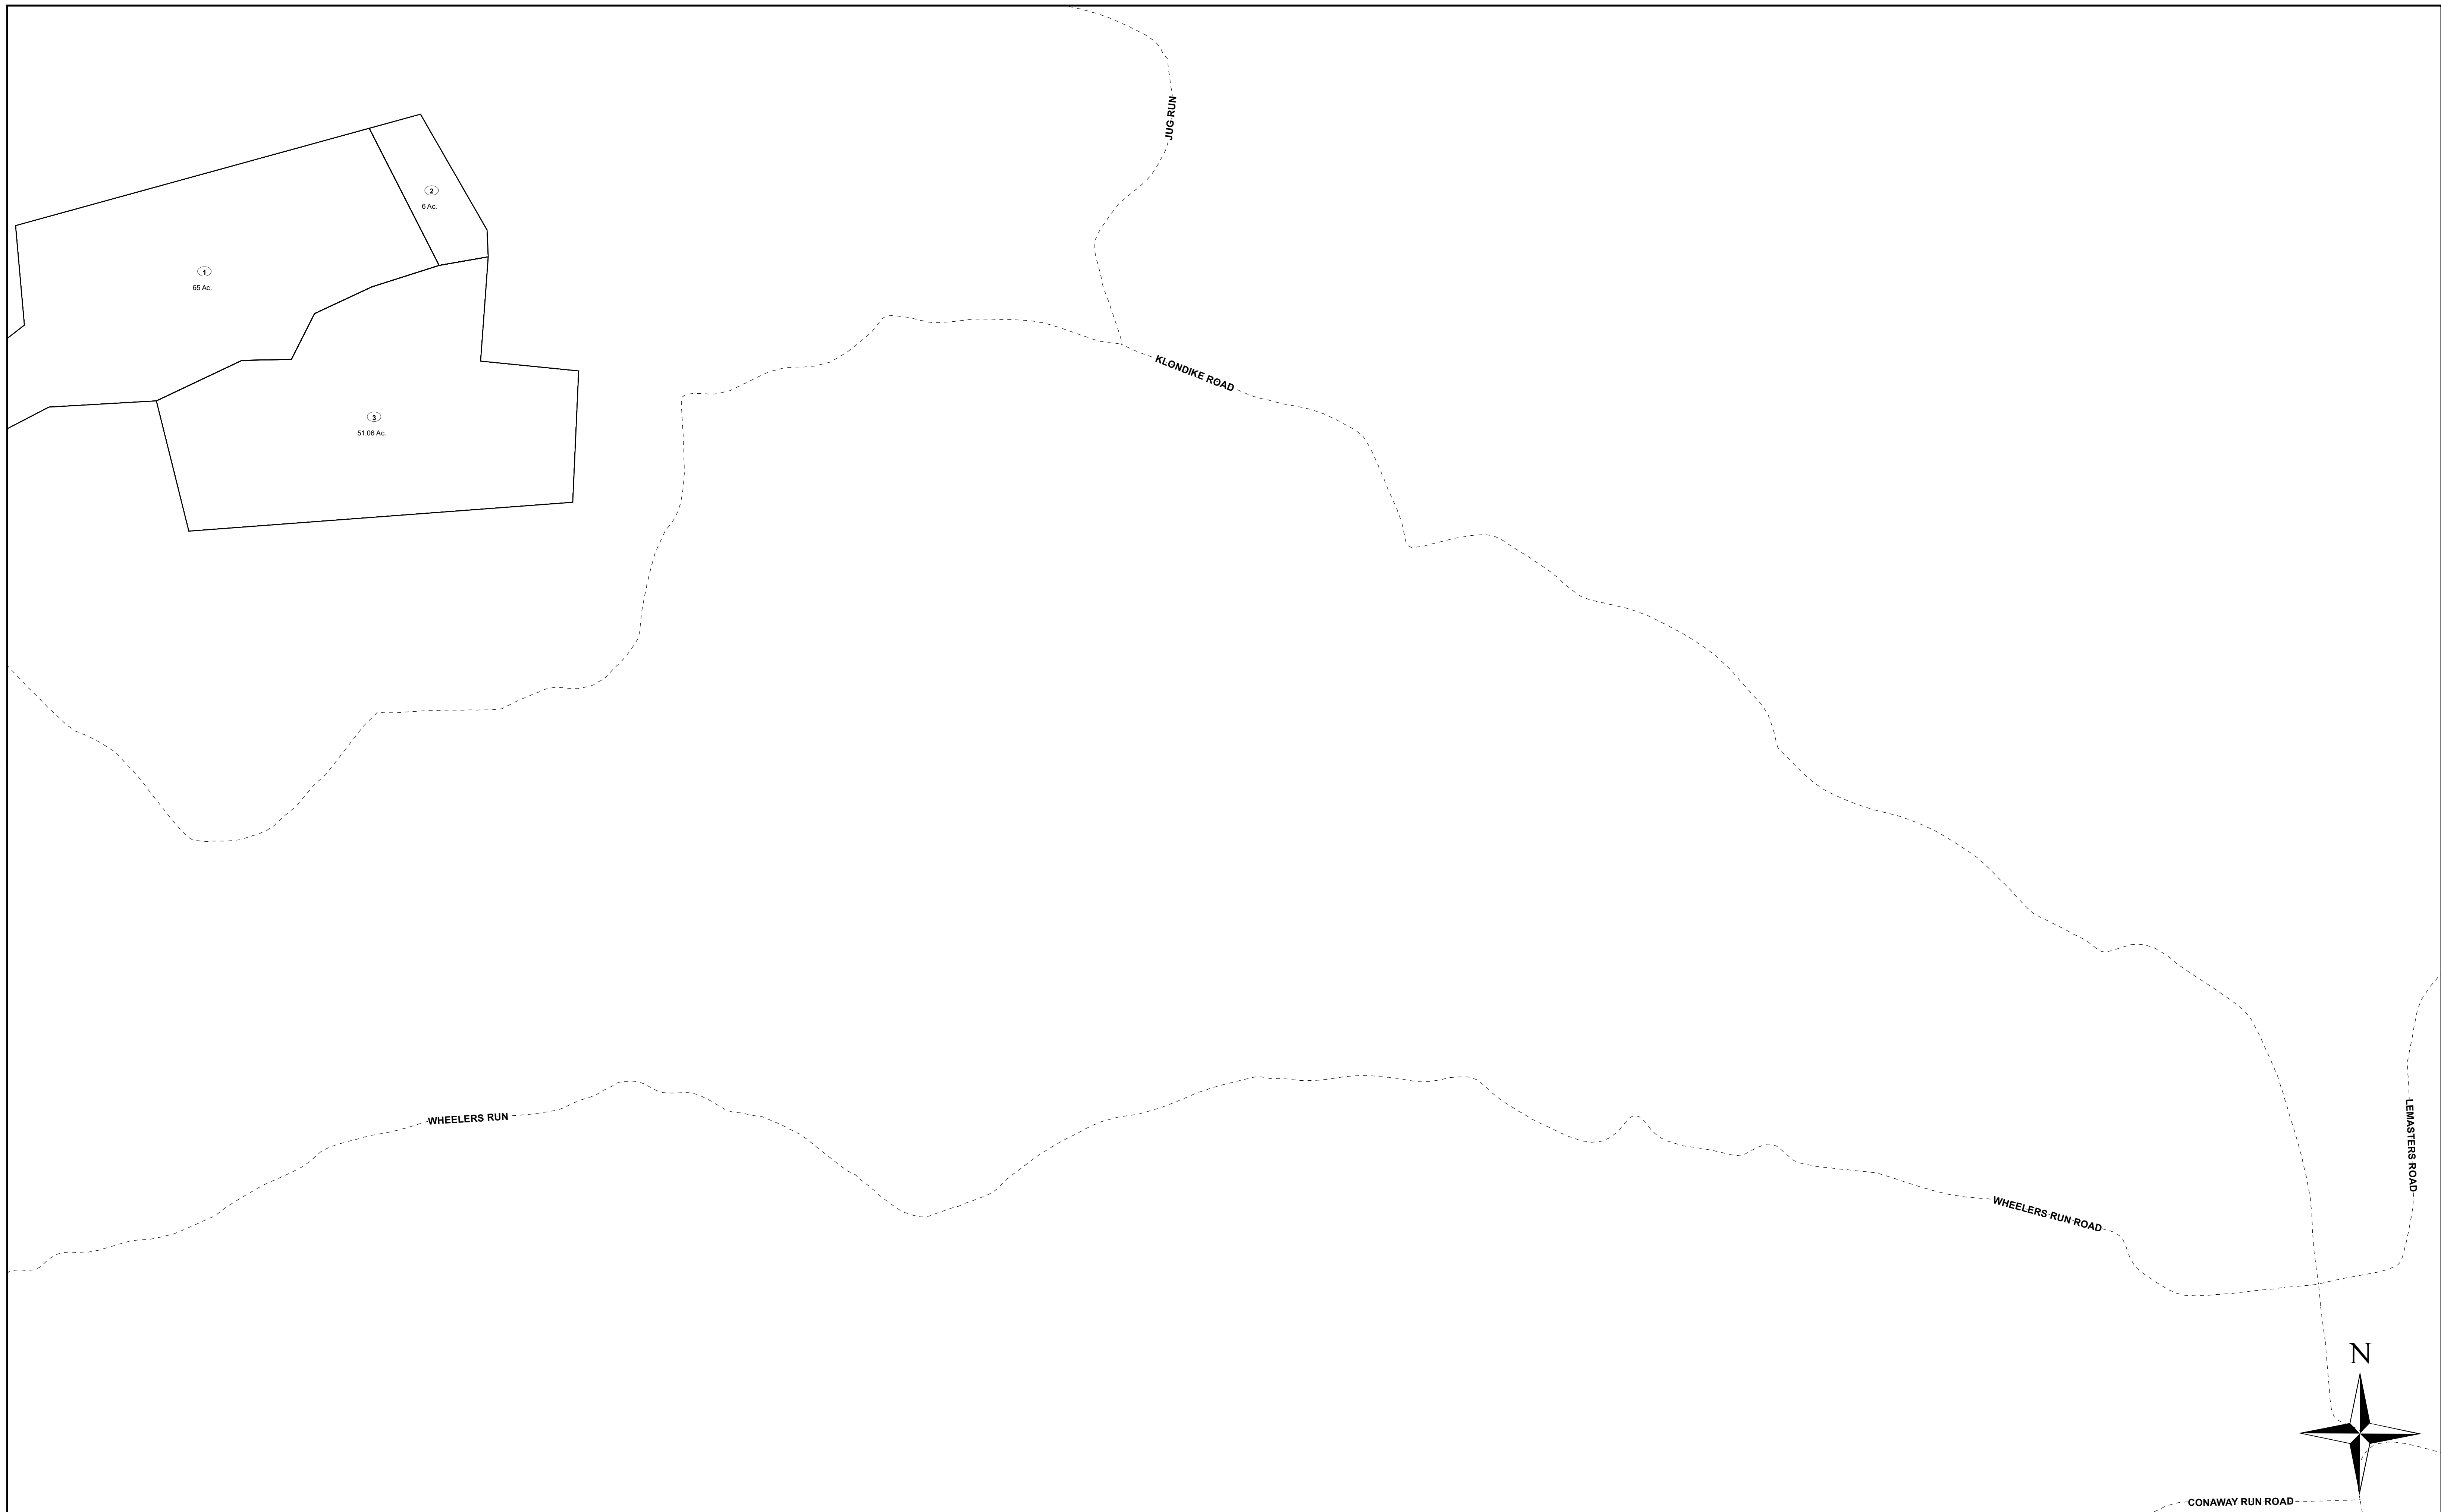 JUG RUN
2
6 Ac.
1
65 Ac.
KLONDIKE ROAD
3
51.06 Ac.
WHEELERS RUN
LEMASTERS ROAD
WHEELERS RUN ROAD
N
CONAWAY RUN ROAD